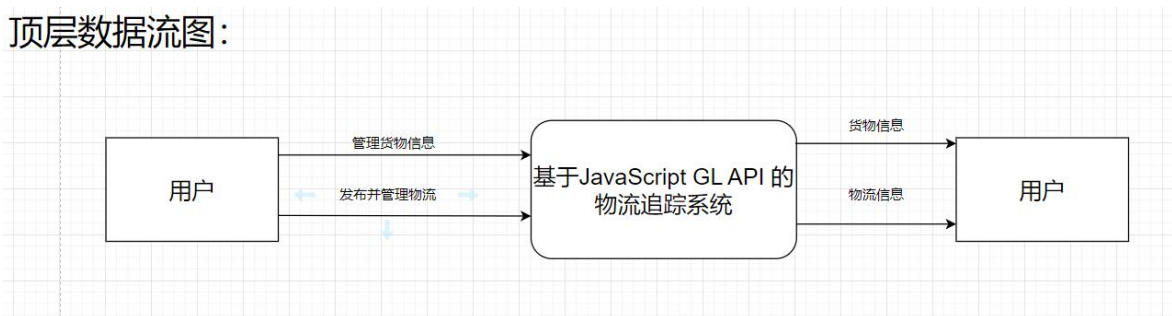 顶层数据流图：
用户
管理货物信息
发布并管理物流
基于JavaScript GL API 的
物流追踪系统
货物信息
物流信息
用户